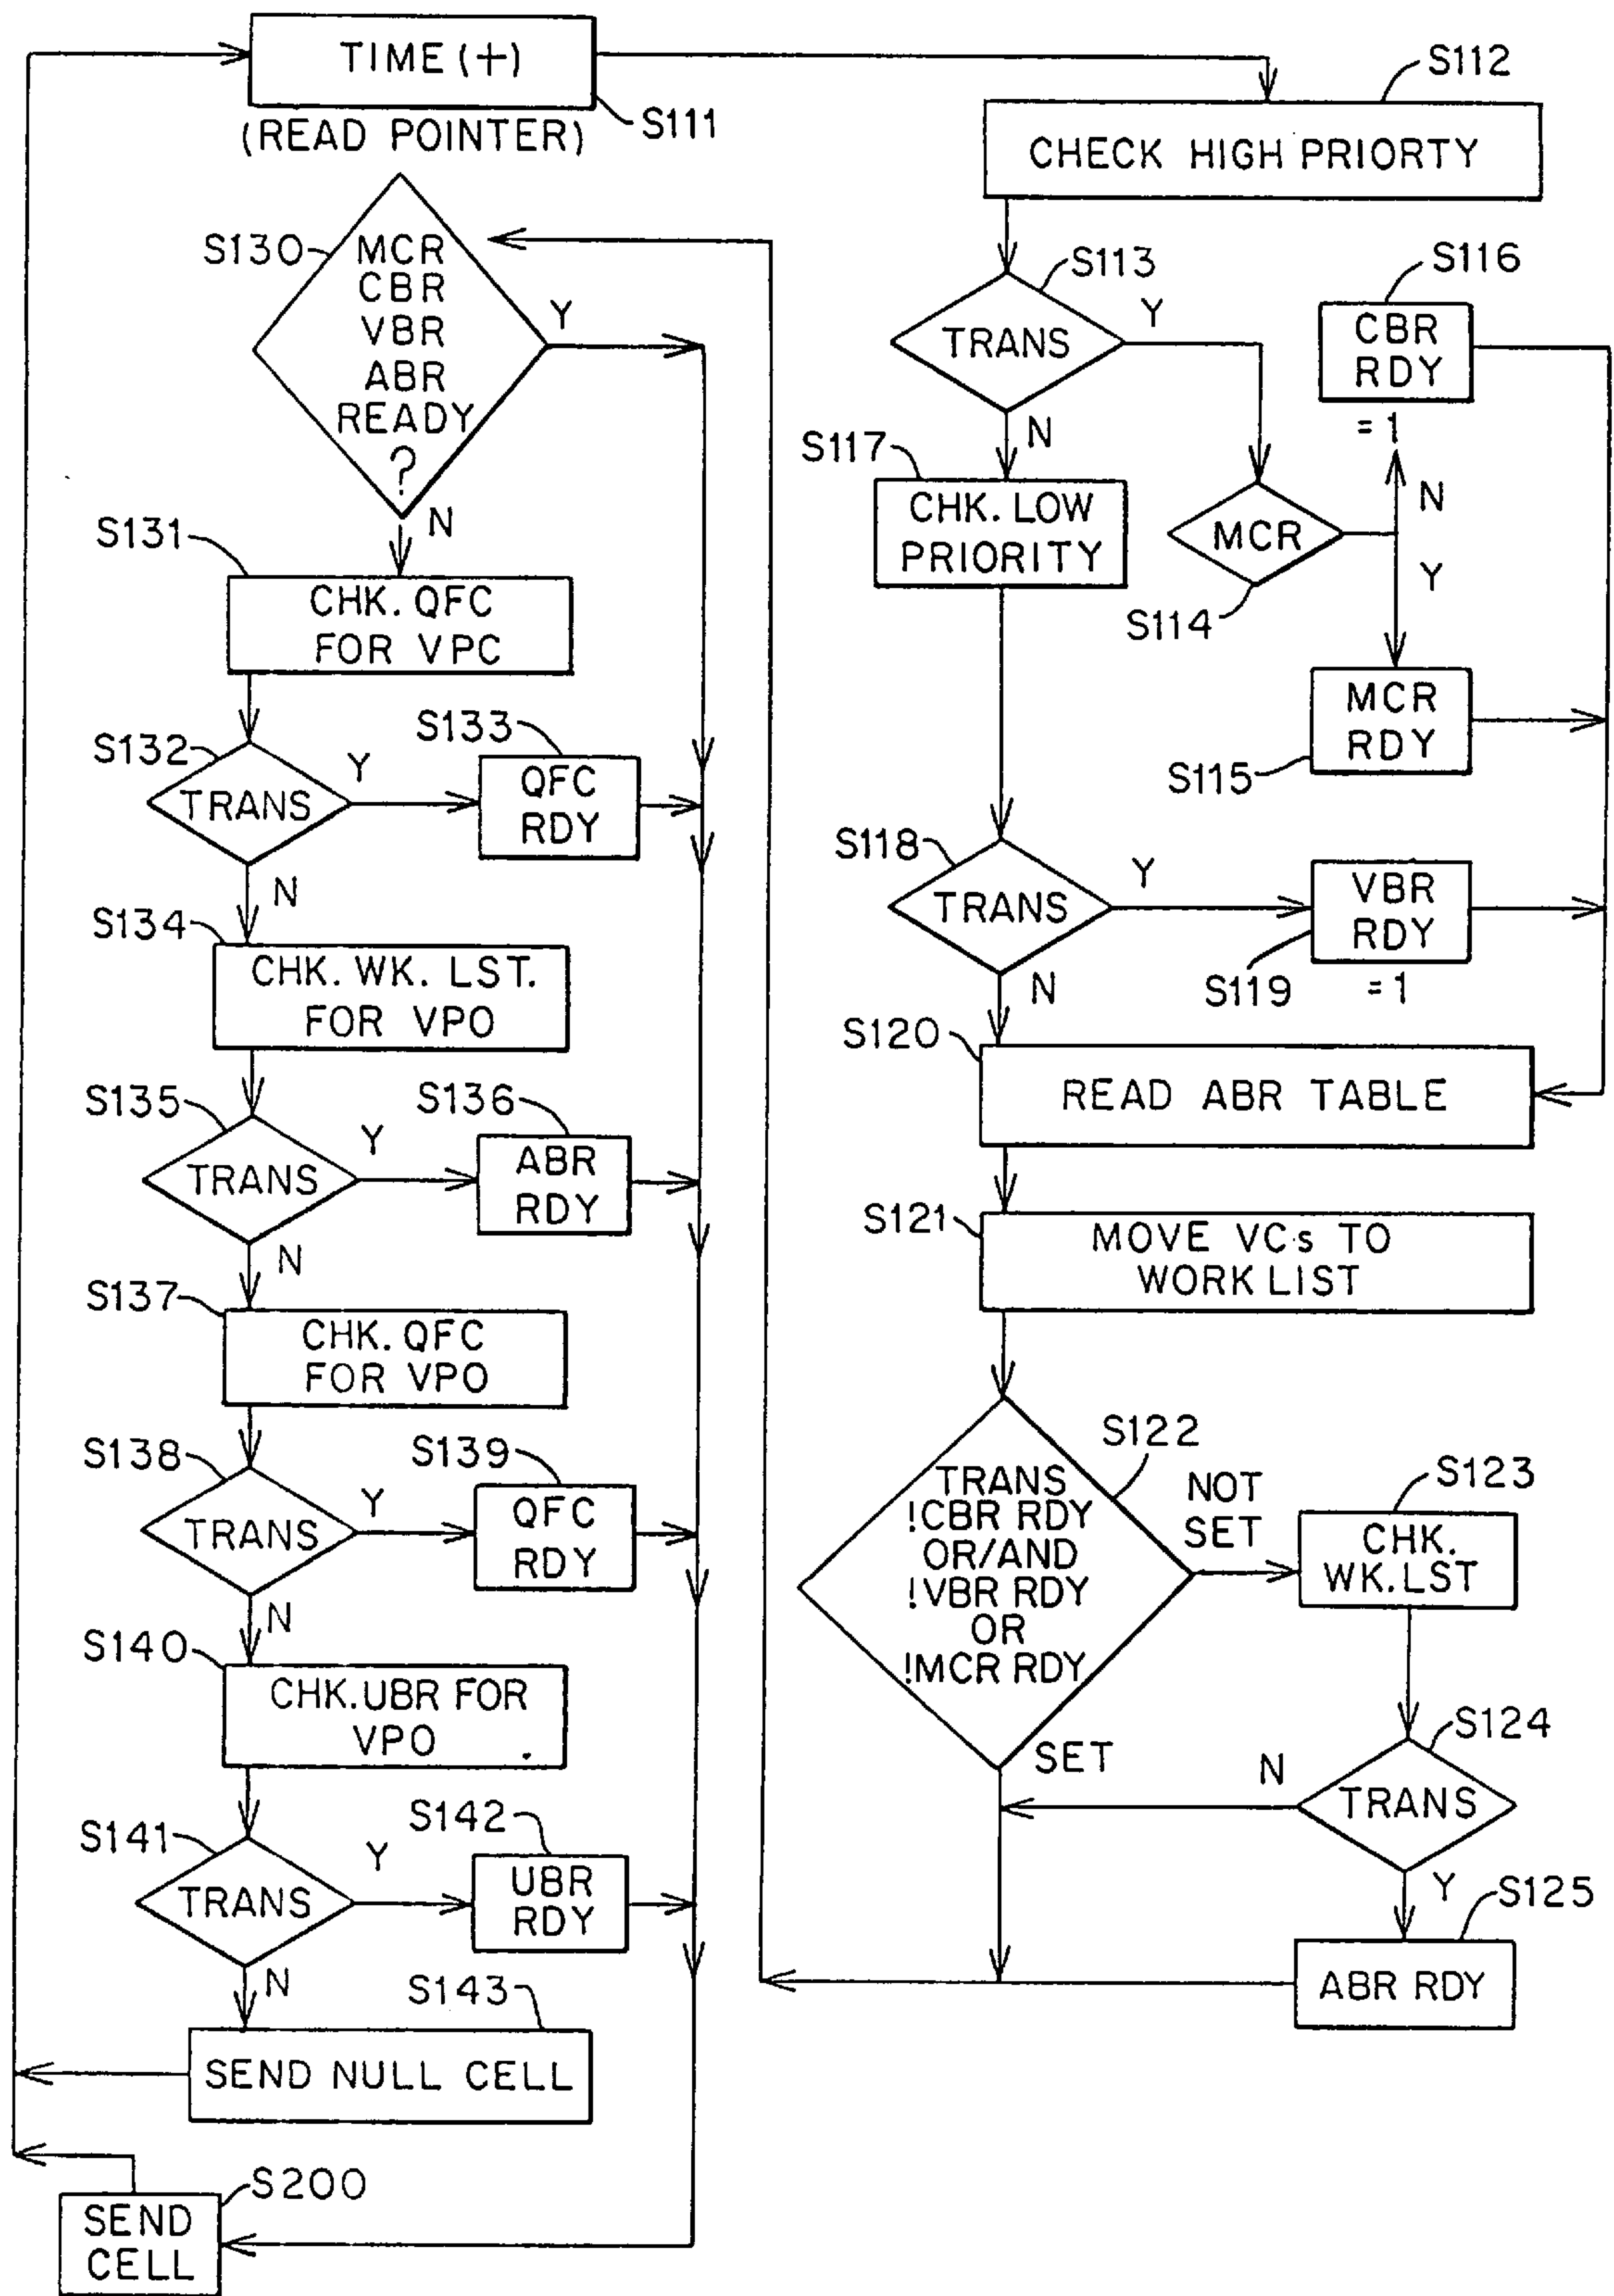 TIME (+)
(READ POINTER)
S111
S112
CHECK HIGH PRIORTY
S113
TRANS
Y
N
S116
CBR
RDY
= 1
N
Y
MCR
S114
MCR
RDY
S115
S117
CHK. LOW
PRIORITY
S118
TRANS
Y
N
VBR
RDY
S119
= 1
S120
READ ABR TABLE
S121
MOVE VCs TO
WORK LIST
S122
TRANS
!CBR RDY
OR/AND
!VBR RDY
OR
!MCR RDY
NOT
SET
SET
S123
CHK.
WK.LST
S124
TRANS
N
Y
S125
ABR RDY
S130
MCR
CBR
VBR
ABR
READY
?
Y
N
S131
CHK. QFC
FOR VPC
S132
TRANS
Y
N
S133
QFC
RDY
S134
CHK. WK. LST.
FOR VPO
S135
TRANS
Y
N
S136
ABR
RDY
S137
CHK. QFC
FOR VPO
S138
TRANS
Y
N
S139
QFC
RDY
S140
CHK.UBR FOR
VPO
S141
TRANS
Y
N
S142
UBR
RDY
S143
SEND NULL CELL
S200
SEND
CELL